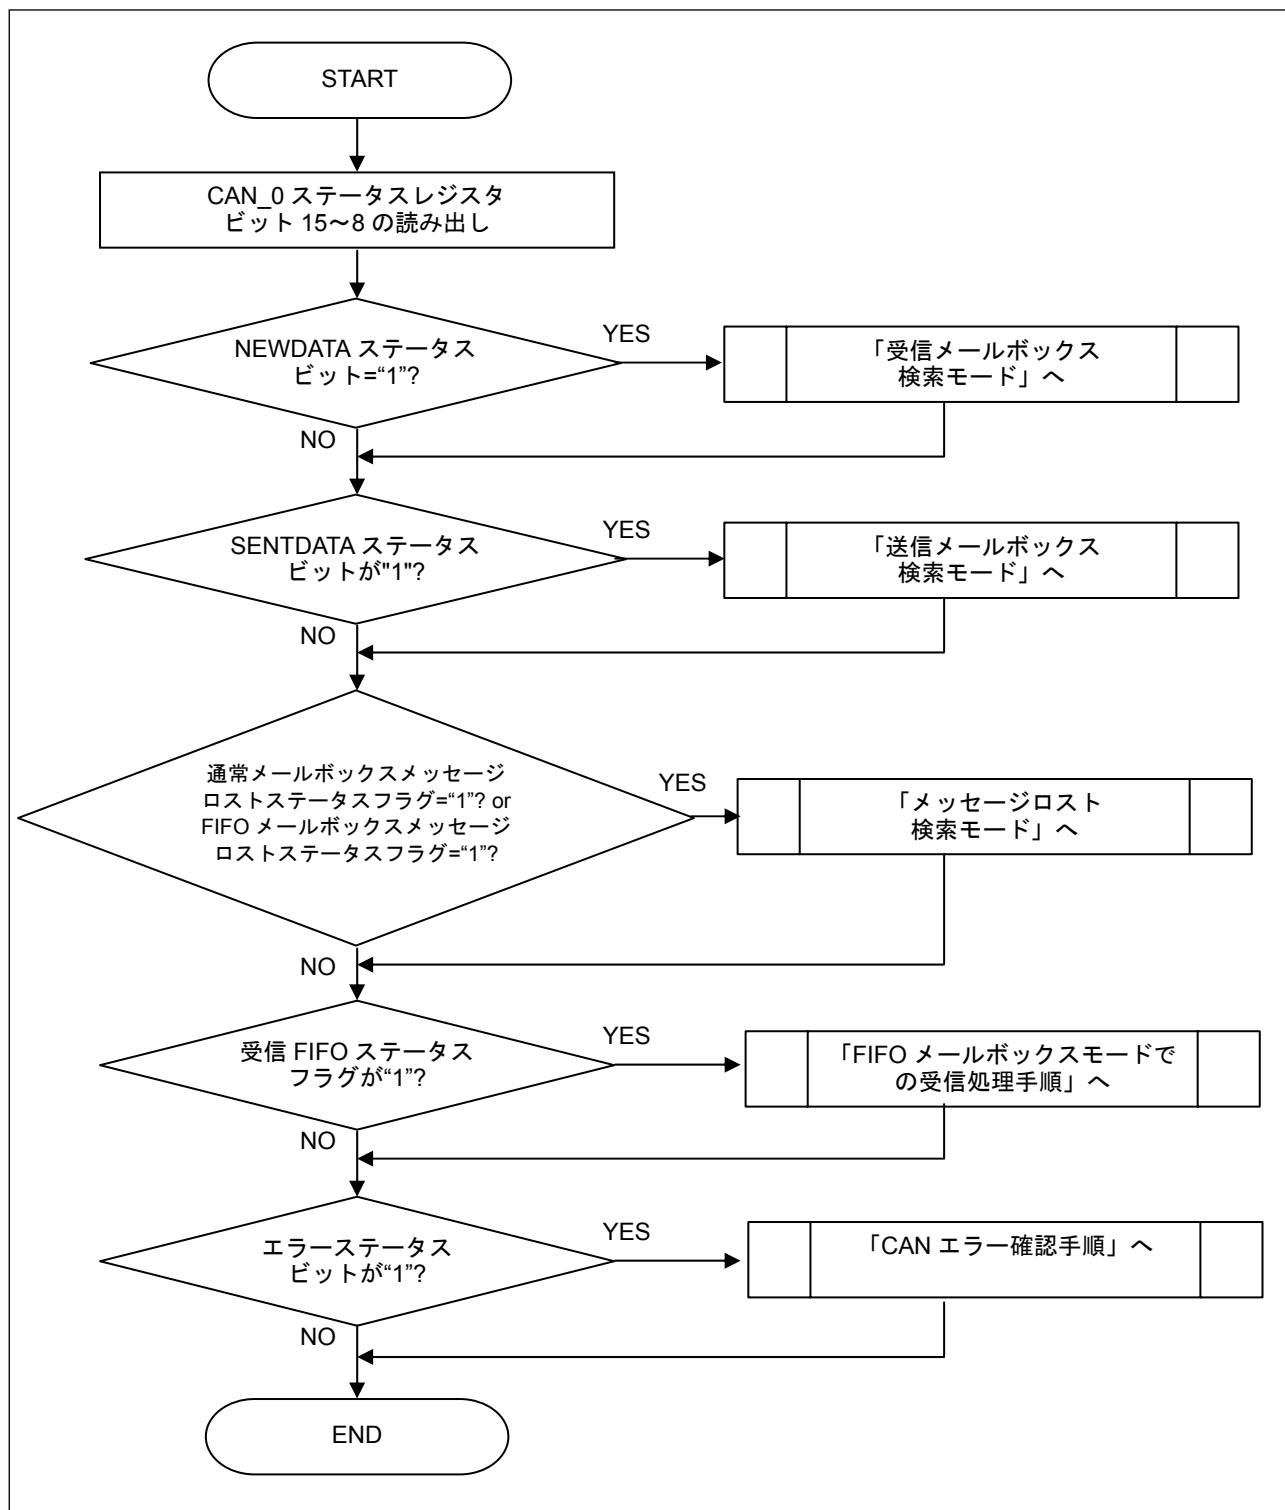 START
CAN_0 ステータスレジスタ
ビット 15～8 の読み出し
NEWDATA ステータス
ビット=“1”?
YES
「受信メールボックス
検索モード」へ
NO
SENTDATA ステータス
ビットが"1"?
YES
「送信メールボックス
検索モード」へ
NO
通常メールボックスメッセージ
ロストステータスフラグ=“1”? or
FIFO メールボックスメッセージ
ロストステータスフラグ=“1”?
YES
「メッセージロスト
検索モード」へ
NO
受信 FIFO ステータス
フラグが“1”?
YES
「FIFO メールボックスモードで
の受信処理手順」へ
NO
エラーステータス
ビットが“1”?
YES
「CAN エラー確認手順」へ
NO
END